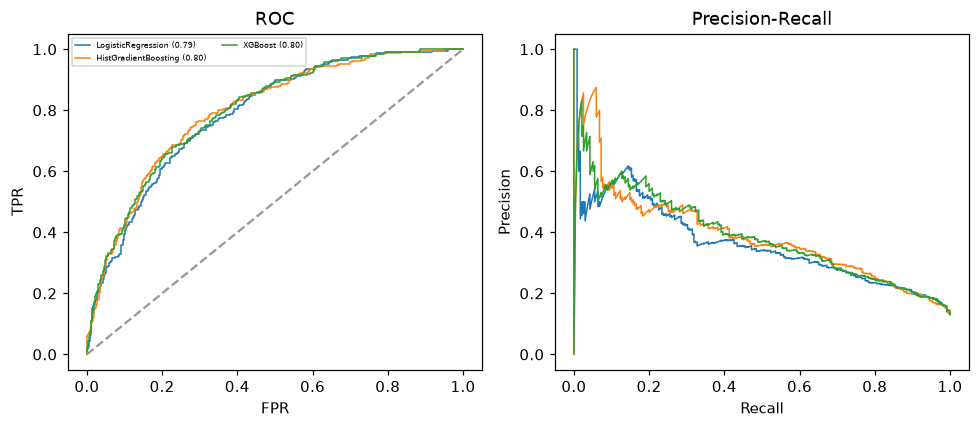 ROC
LogisticRegression (0.79)
HistGradientBoosting (0.80)
XGBoost (0.80)
1.0
0.8
0.6
0.4
0.2
0.0
TPR
0.0 0.2 0.4 0.6 0.8 1.0
FPR
Precision-Recall
1.0
0.8
0.6
0.4
0.2
0.0
Precision
0.0 0.2 0.4 0.6 0.8 1.0
Recall